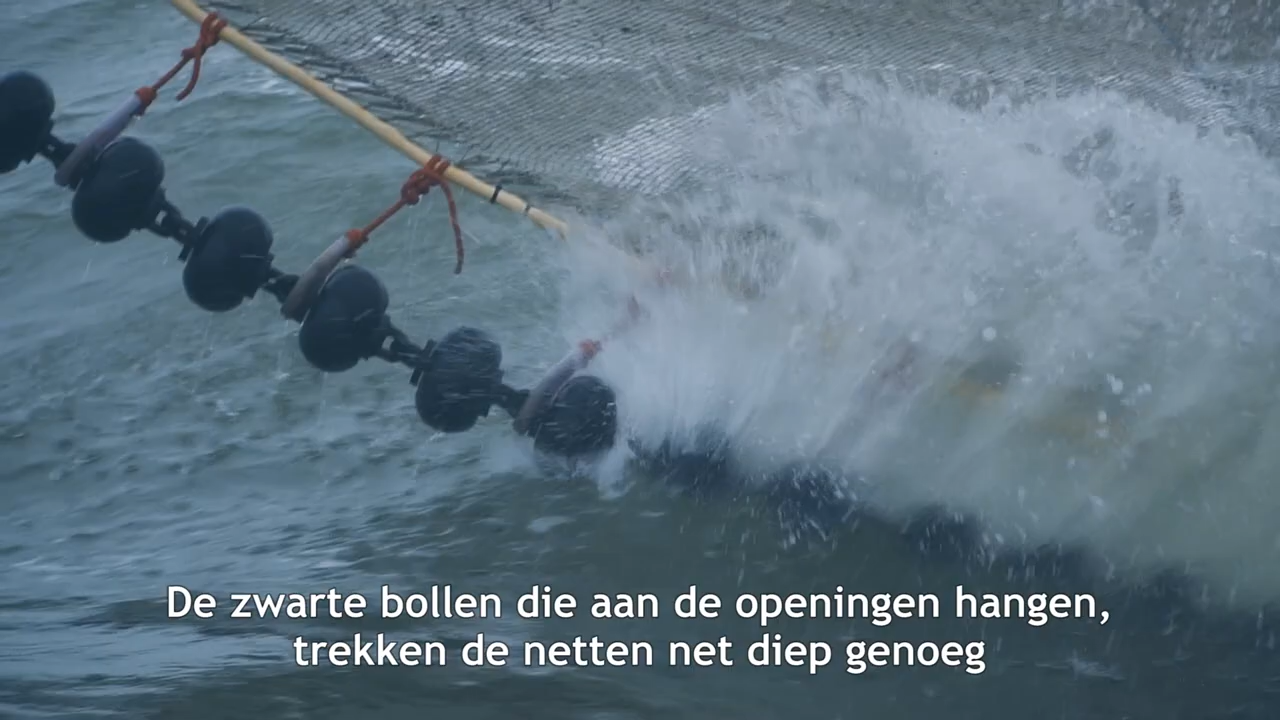 De zwarte bollen die aan de openingen hangen,
trekken de netten net diep genoeg